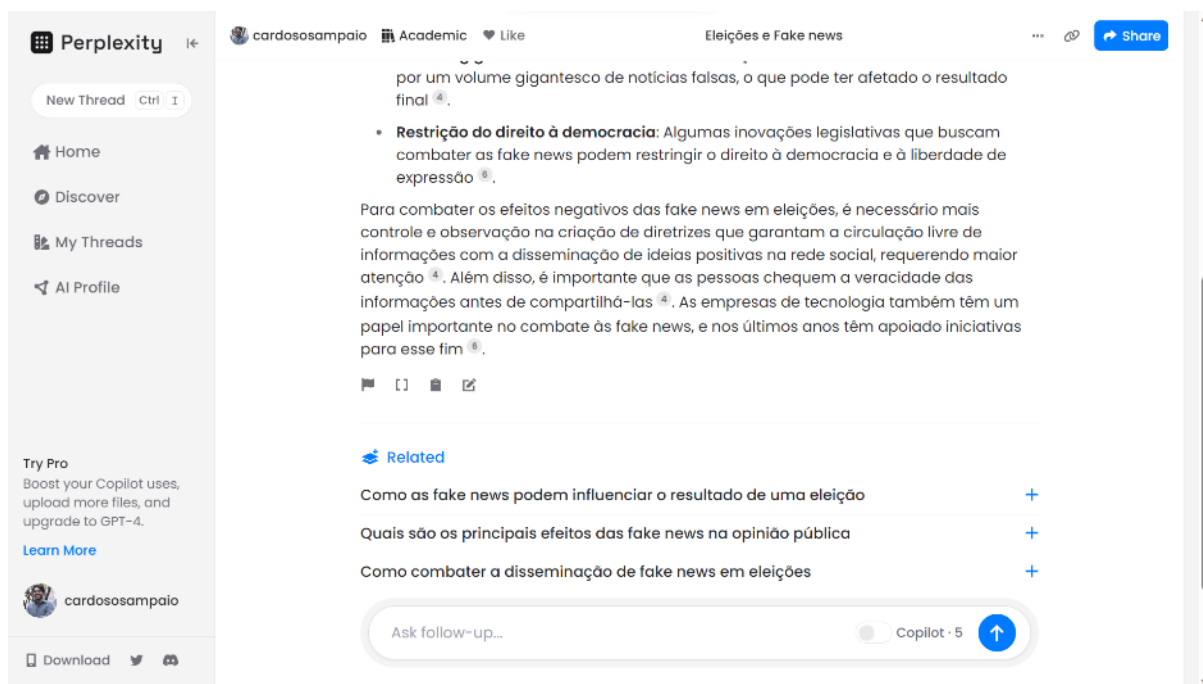 Perplexity
cardososampaio Academic Like Eleições e Fake news ... Share
New Thread Ctrl I
Home
Discover
My Threads
AI Profile
por um volume gigantesco de notícias falsas, o que pode ter afetado o resultado
final 4.
• Restrição do direito à democracia: Algumas inovações legislativas que buscam
combater as fake news podem restringir o direito à democracia e à liberdade de
expressão 6.
Para combater os efeitos negativos das fake news em eleições, é necessário mais
controle e observação na criação de diretrizes que garantam a circulação livre de
informações com a disseminação de ideias positivas na rede social, requerendo maior
atenção 4. Além disso, é importante que as pessoas chequem a veracidade das
informações antes de compartilhá-las 4. As empresas de tecnologia também têm um
papel importante no combate às fake news, e nos últimos anos têm apoiado iniciativas
para esse fim 6.
Related
Como as fake news podem influenciar o resultado de uma eleição
Quais são os principais efeitos das fake news na opinião pública
Como combater a disseminação de fake news em eleições
Ask follow-up... Copilot · 5
Try Pro
Boost your Copilot uses,
upload more files, and
upgrade to GPT-4.
Learn More
cardososampaio
Download